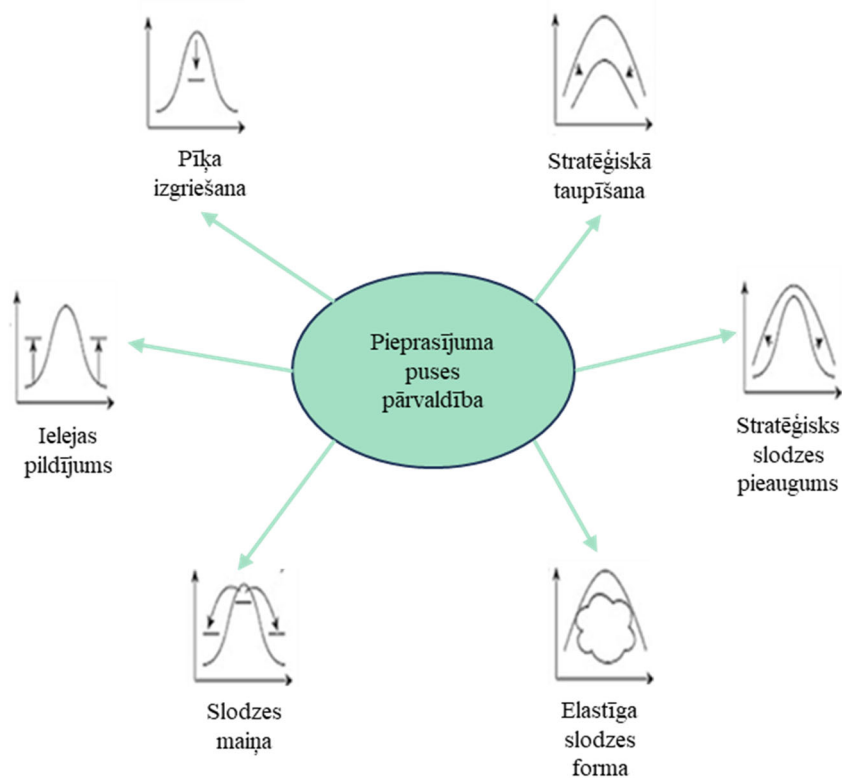 Pīķa
izgriešana
Stratēģiskā
taupīšana
Pieprasījuma
puses
pārvaldība
Ielejas
pildījums
Stratēģisks
slodzes
pieaugums
Slodzes
maiņa
Elastīga
slodzes
forma